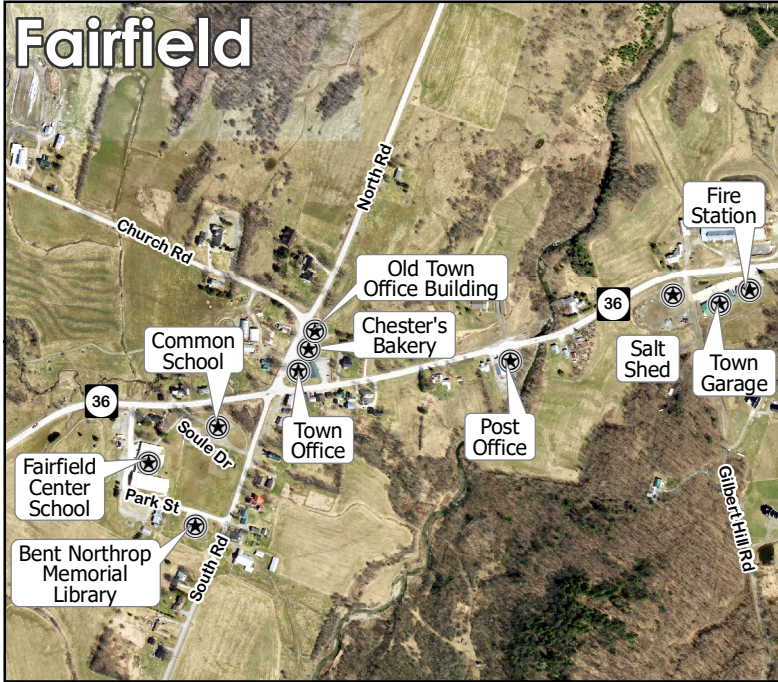 Fairfield
North Rd
Church Rd
Fire
Station
Old Town
Office Building
36
Chester's
Bakery
Common
School
Salt
Shed
Town
Garage
36
Soule Dr
Town
Office
Post
Office
Fairfield
Center
School
Park St
Gilbert Hill Rd
Bent Northrop
Memorial
Library
South Rd